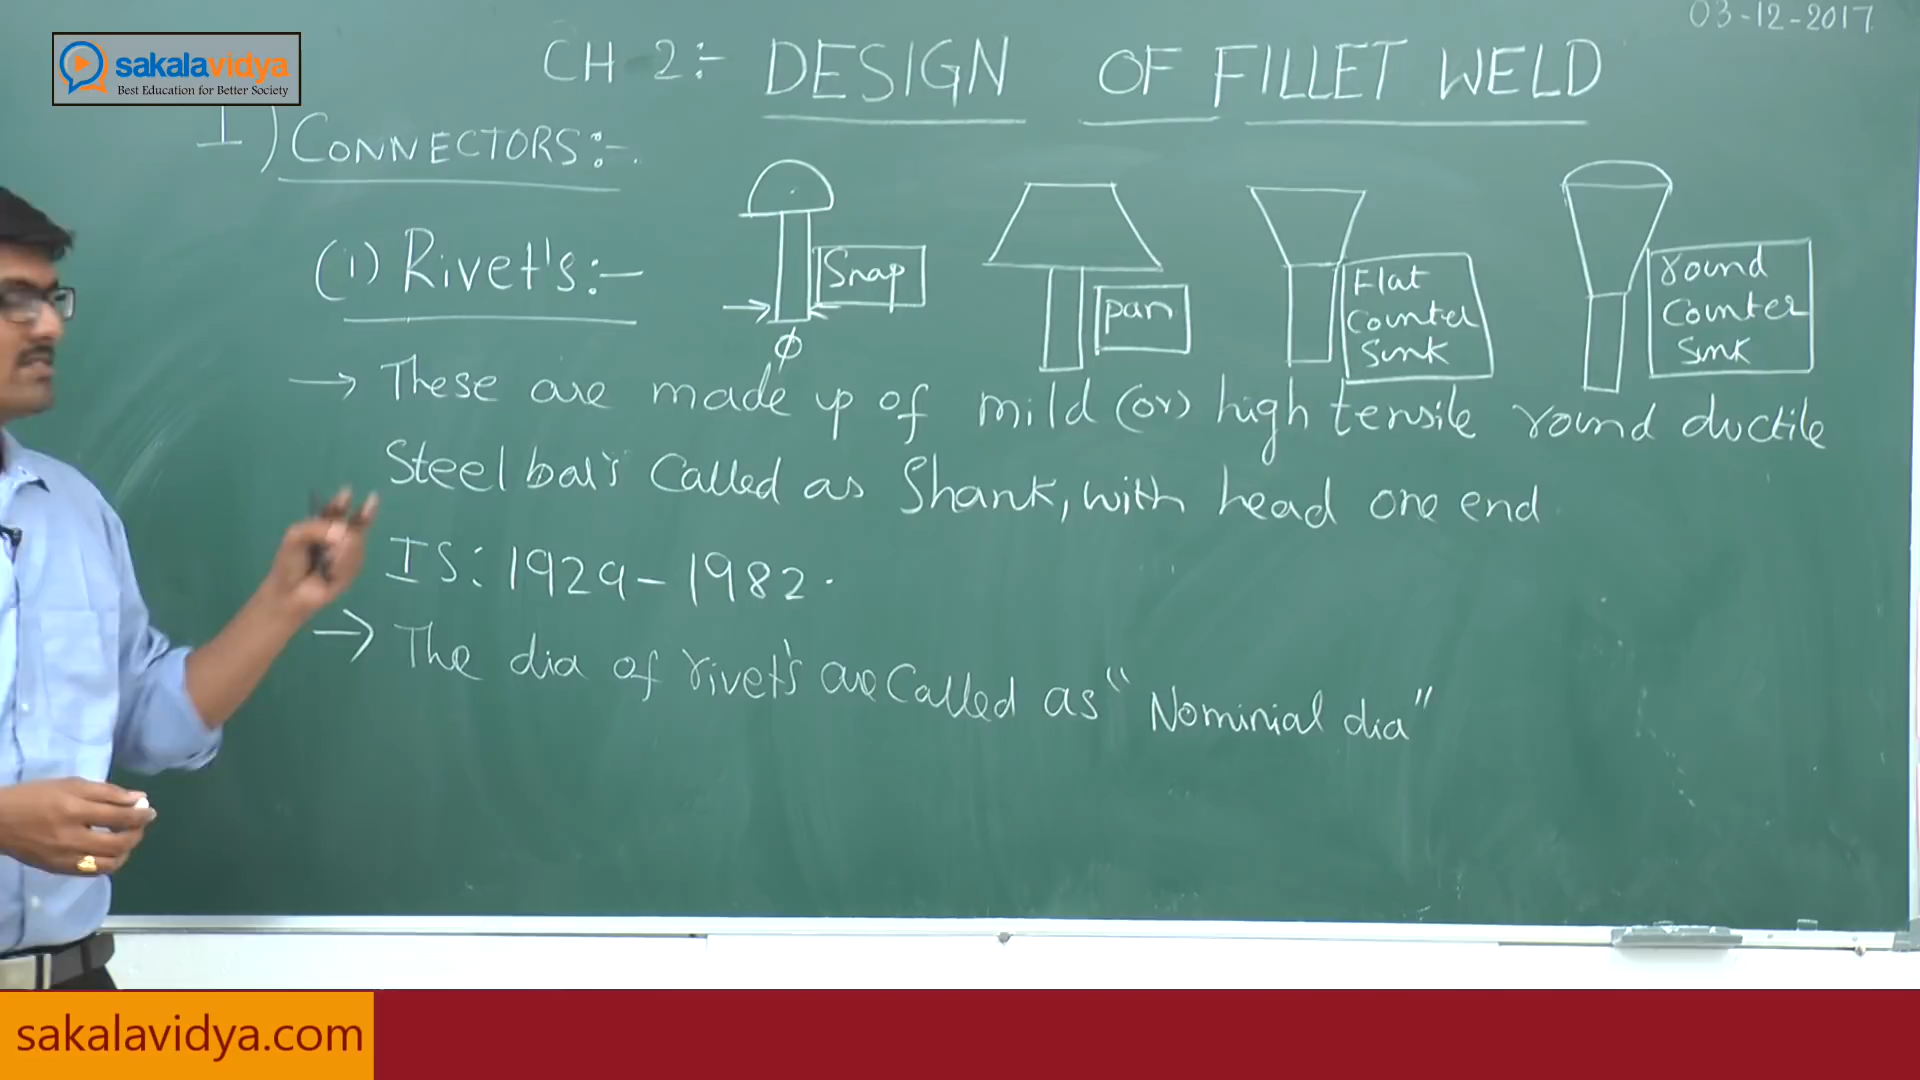 03-12-2017
sakalavidya
Best Education for Better Society
CH 2:- DESIGN OF FILLET WELD
I) CONNECTORS:-
(i) Rivet's:-
Snap
ϕ
pan
Flat
Counter
Sunk
round
Counter
Sunk
→ These are made up of mild (or) high tensile round ductile
Steel bar's Called as Shank, with head one end
IS: 1929-1982.
→ The dia of rivet's are Called as "Nominial dia"
sakalavidya.com